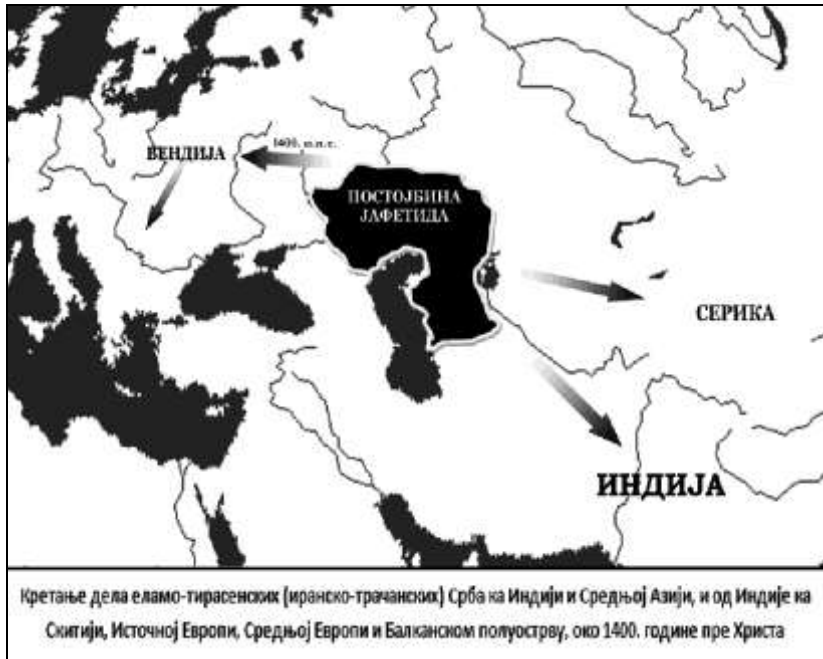 1400. п.н.е.
ВЕНДИЈА
ПОСТОЈБИНА
ЈАФЕТИДА
СЕРИКА
ИНДИЈА
Кретање дела еламо-тирасенских (иранско-трачанских) Срба ка Индији и Средњој Азији, и од Индије ка
Скитији, Источној Европи, Средњој Европи и Балканском полуострву, око 1400. године пре Христа